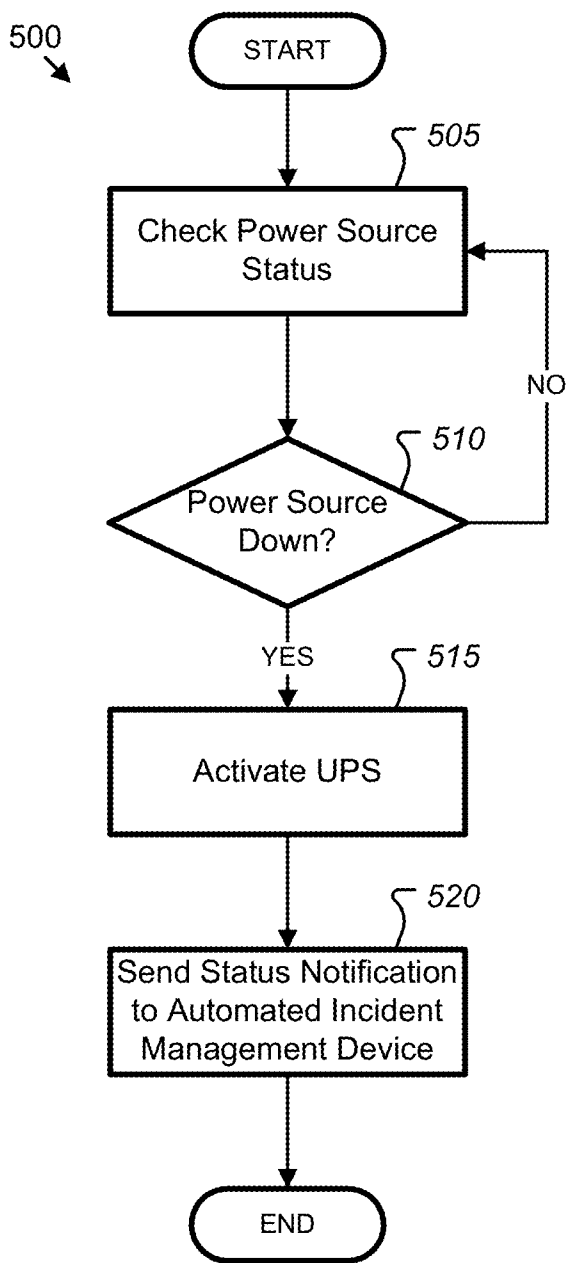 500
START
505
Check Power Source
Status
NO
510
Power Source
Down?
YES
515
Activate UPS
520
Send Status Notification
to Automated Incident
Management Device
END